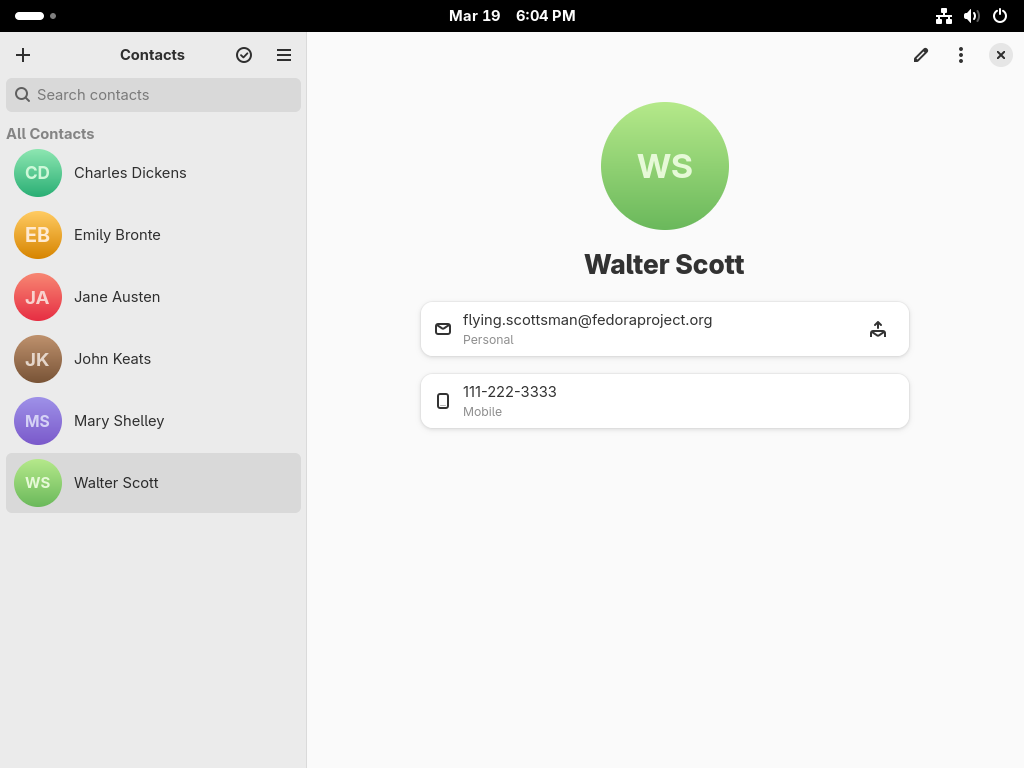 Mar 19 6:04 PM
Contacts
Search contacts
All Contacts
CD Charles Dickens
EB Emily Bronte
JA Jane Austen
JK John Keats
MS Mary Shelley
WS Walter Scott
WS
Walter Scott
flying.scottsman@fedoraproject.org
Personal
111-222-3333
Mobile